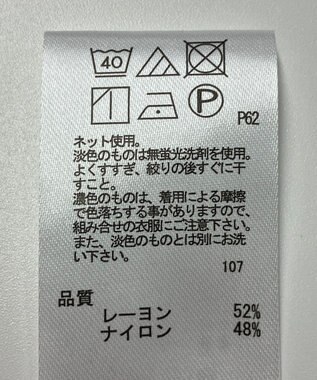 40
P
P62
ネット使用。
淡色のものは無蛍光洗剤を使用。
よくすすぎ、絞りの後すぐに干
すこと。
濃色のものは、着用による摩擦
で色落ちする事がありますので、
組み合せの衣服にご注意下さい。
また、淡色のものとは別にお洗
い下さい。
107
品質
レーヨン 52%
ナイロン 48%